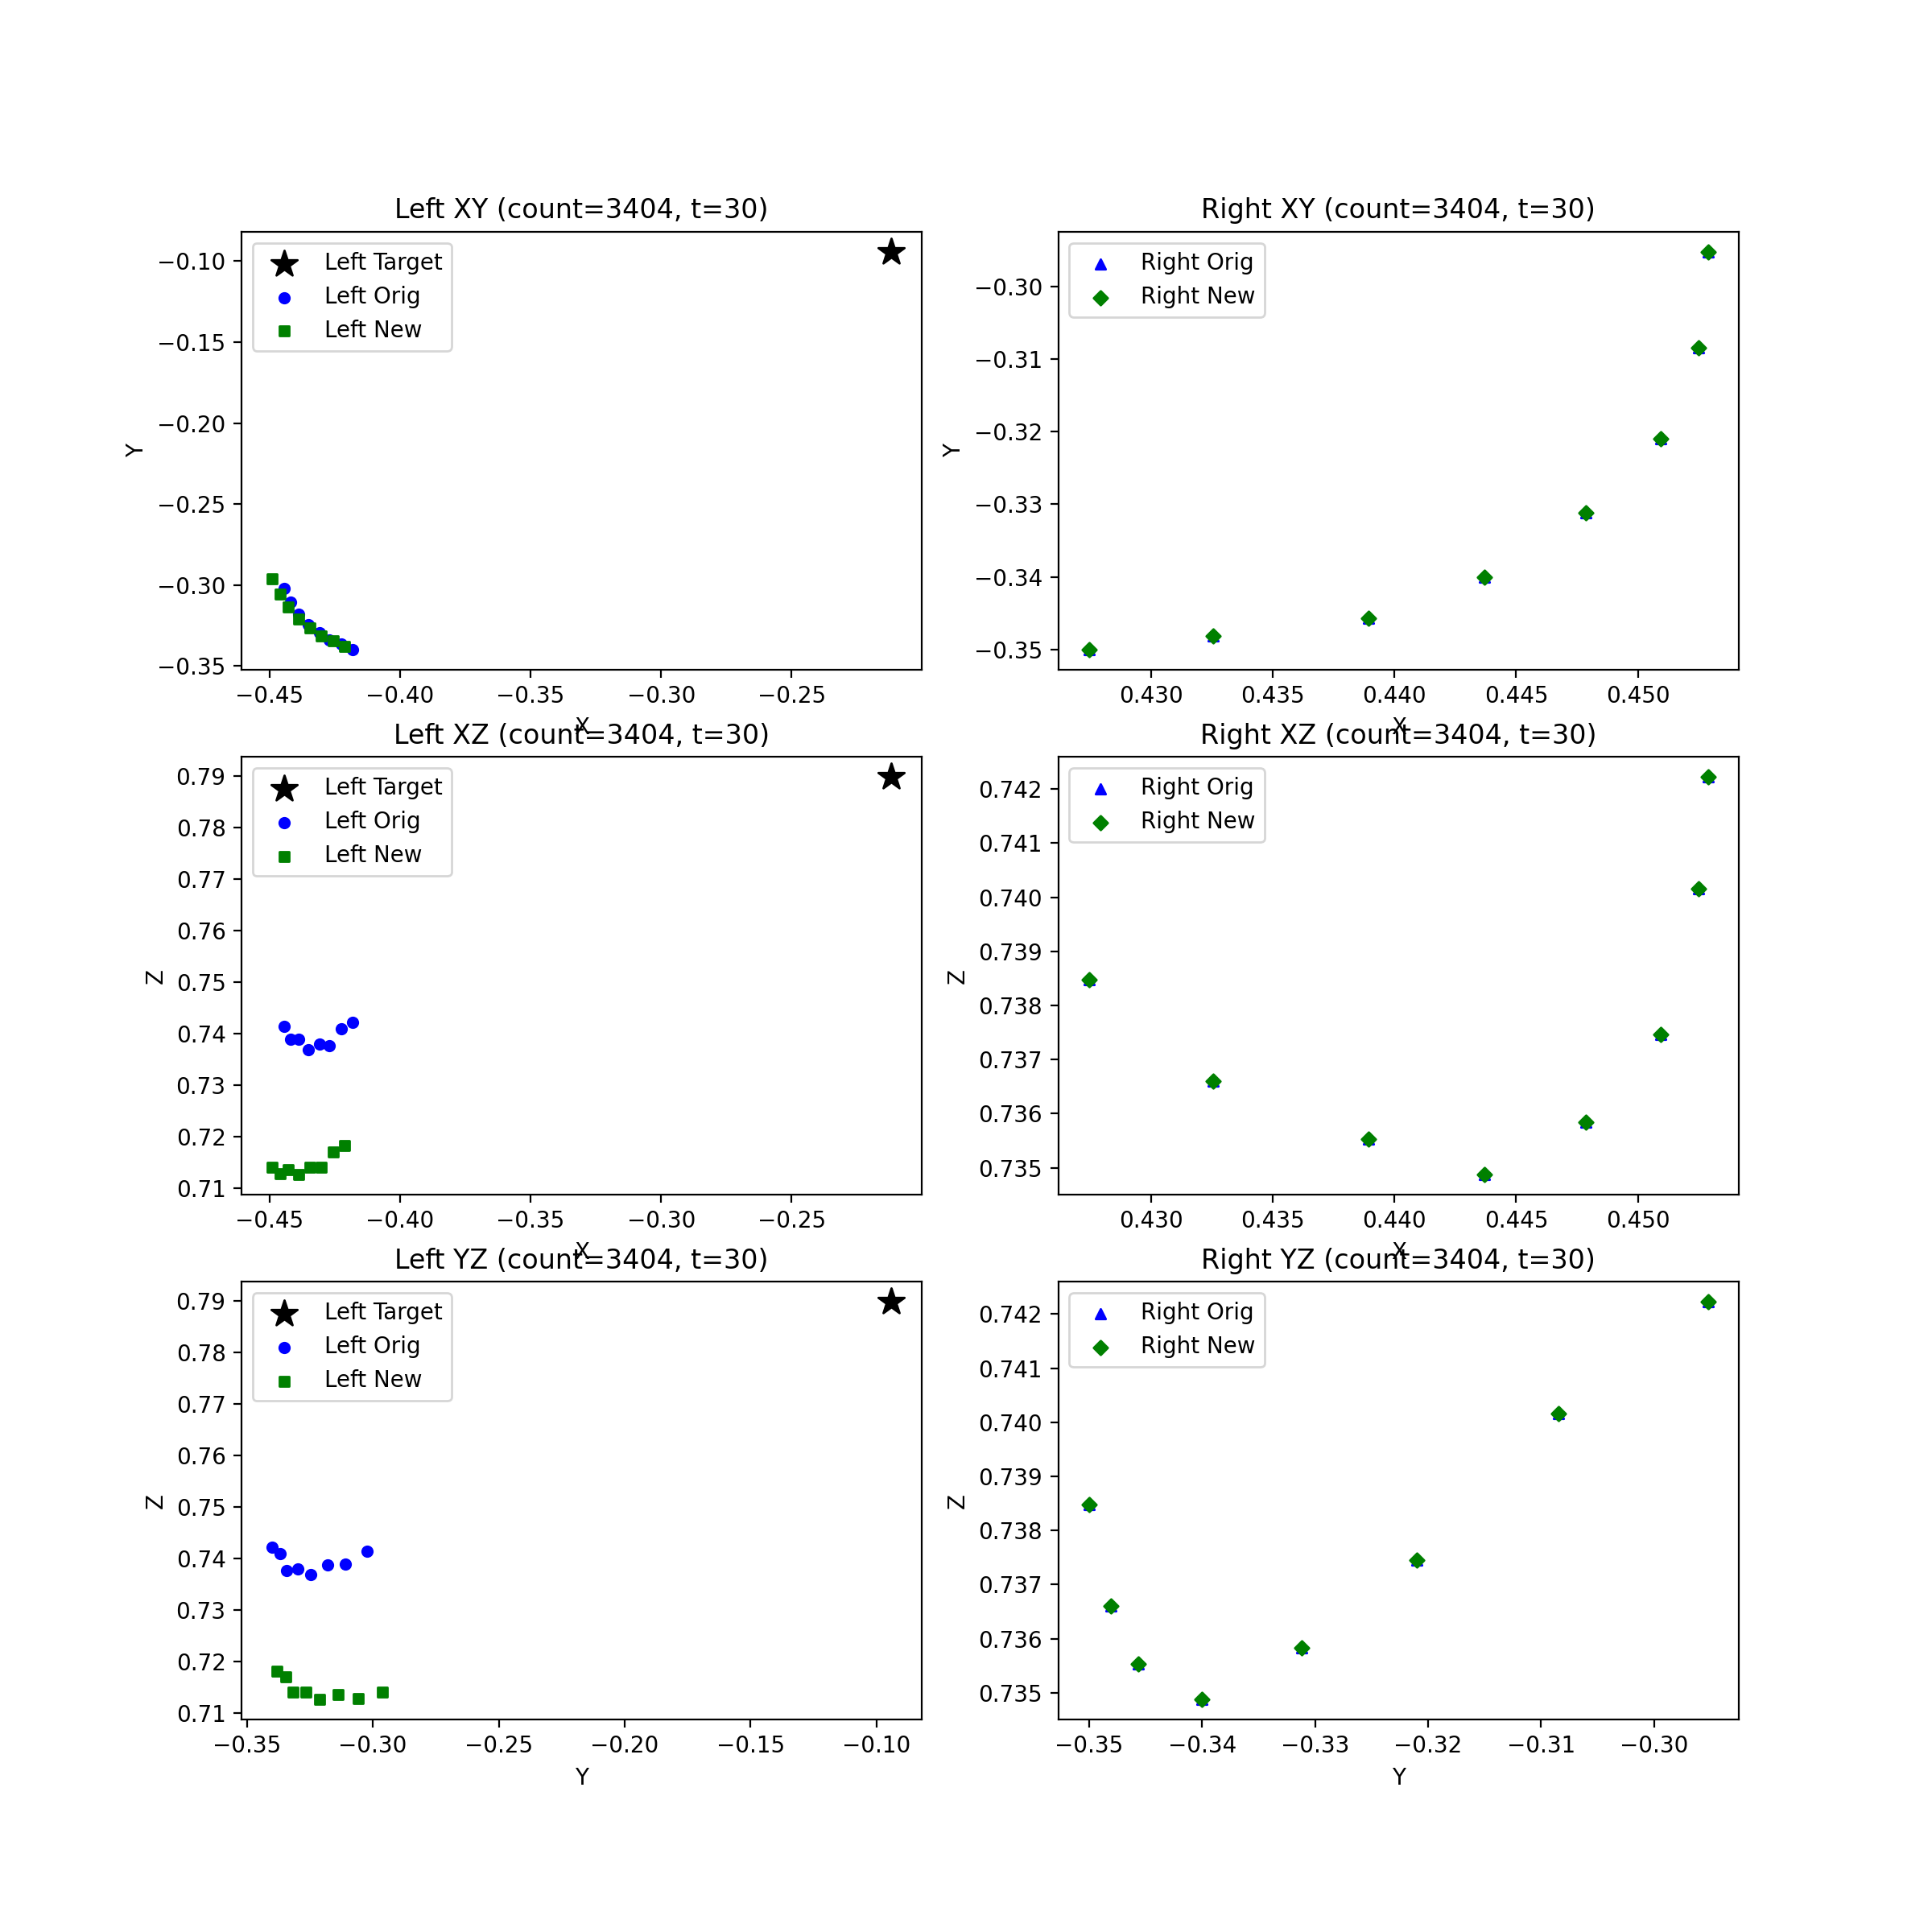 Left XY (count=3404, t=30)
Left Target
Left Orig
Left New
−0.10
−0.15
−0.20
−0.25
−0.30
−0.35
Y
−0.45
−0.40
−0.35
−0.30
−0.25
X
Right XY (count=3404, t=30)
Right Orig
Right New
−0.30
−0.31
−0.32
−0.33
−0.34
−0.35
Y
0.430
0.435
0.440
0.445
0.450
X
Left XZ (count=3404, t=30)
Left Target
Left Orig
Left New
0.79
0.78
0.77
0.76
0.75
0.74
0.73
0.72
0.71
Z
−0.45
−0.40
−0.35
−0.30
−0.25
X
Right XZ (count=3404, t=30)
Right Orig
Right New
0.742
0.741
0.740
0.739
0.738
0.737
0.736
0.735
Z
0.430
0.435
0.440
0.445
0.450
X
Left YZ (count=3404, t=30)
Left Target
Left Orig
Left New
0.79
0.78
0.77
0.76
0.75
0.74
0.73
0.72
0.71
Z
−0.35
−0.30
−0.25
−0.20
−0.15
−0.10
Y
Right YZ (count=3404, t=30)
Right Orig
Right New
0.742
0.741
0.740
0.739
0.738
0.737
0.736
0.735
Z
−0.35
−0.34
−0.33
−0.32
−0.31
−0.30
Y